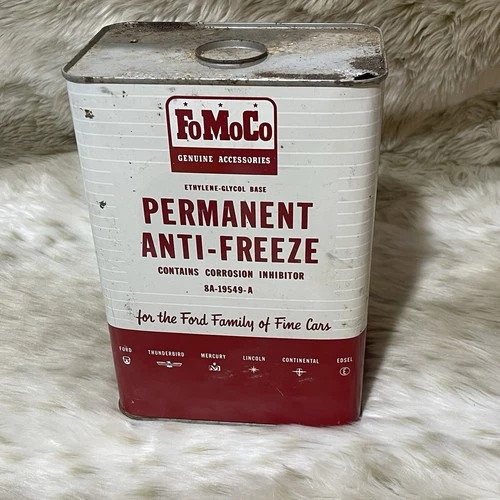 FoMoCo
GENUINE ACCESSORIES
ETHYLENE-GLYCOL BASE
PERMANENT
ANTI-FREEZE
CONTAINS CORROSION INHIBITOR
8A-19549-A
for the Ford Family of Fine Cars
FORD THUNDERBIRD MERCURY LINCOLN CONTINENTAL EDSEL